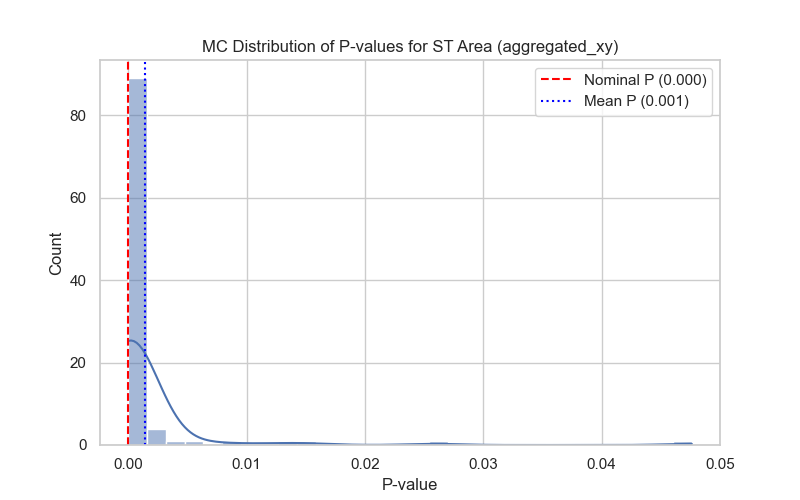 MC Distribution of P-values for ST Area (aggregated_xy)
Nominal P (0.000)
Mean P (0.001)
80
60
40
20
0
Count
0.00 0.01 0.02 0.03 0.04 0.05
P-value